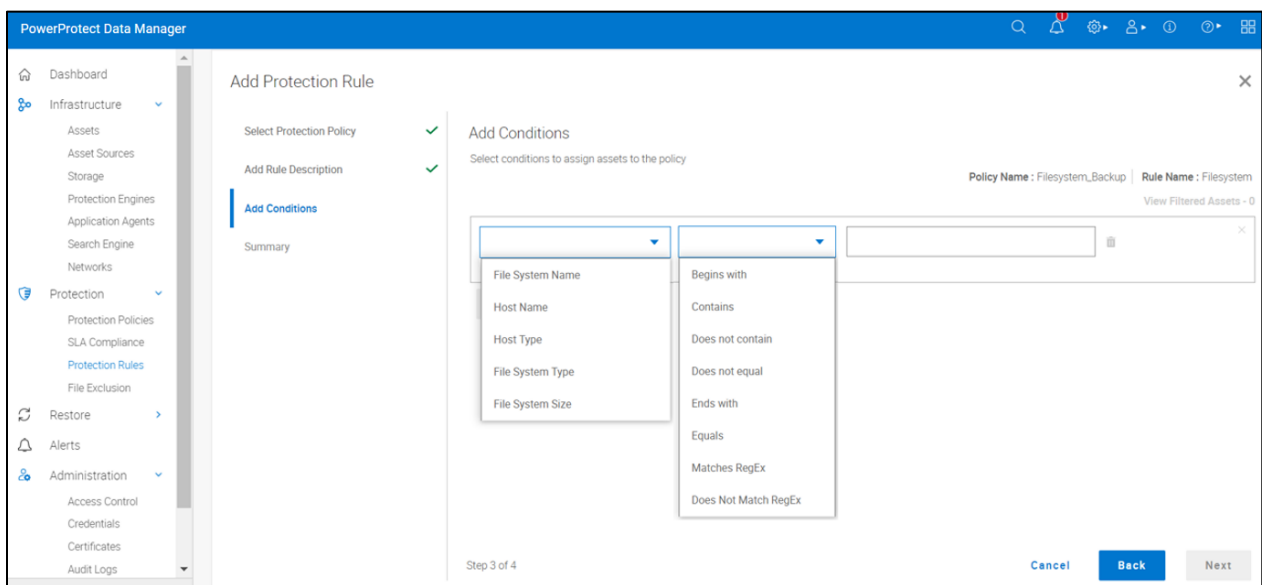 PowerProtect Data Manager
Dashboard
Infrastructure
Assets
Asset Sources
Storage
Protection Engines
Application Agents
Search Engine
Networks
Protection
Protection Policies
SLA Compliance
Protection Rules
File Exclusion
Restore
Alerts
Administration
Access Control
Credentials
Certificates
Audit Logs
Add Protection Rule
Select Protection Policy
Add Rule Description
Add Conditions
Summary
Add Conditions
Select conditions to assign assets to the policy
Policy Name : Filesystem_Backup Rule Name : Filesystem
View Filtered Assets - 0
File System Name
Host Name
Host Type
File System Type
File System Size
Begins with
Contains
Does not contain
Does not equal
Ends with
Equals
Matches RegEx
Does Not Match RegEx
Step 3 of 4
Cancel
Back
Next